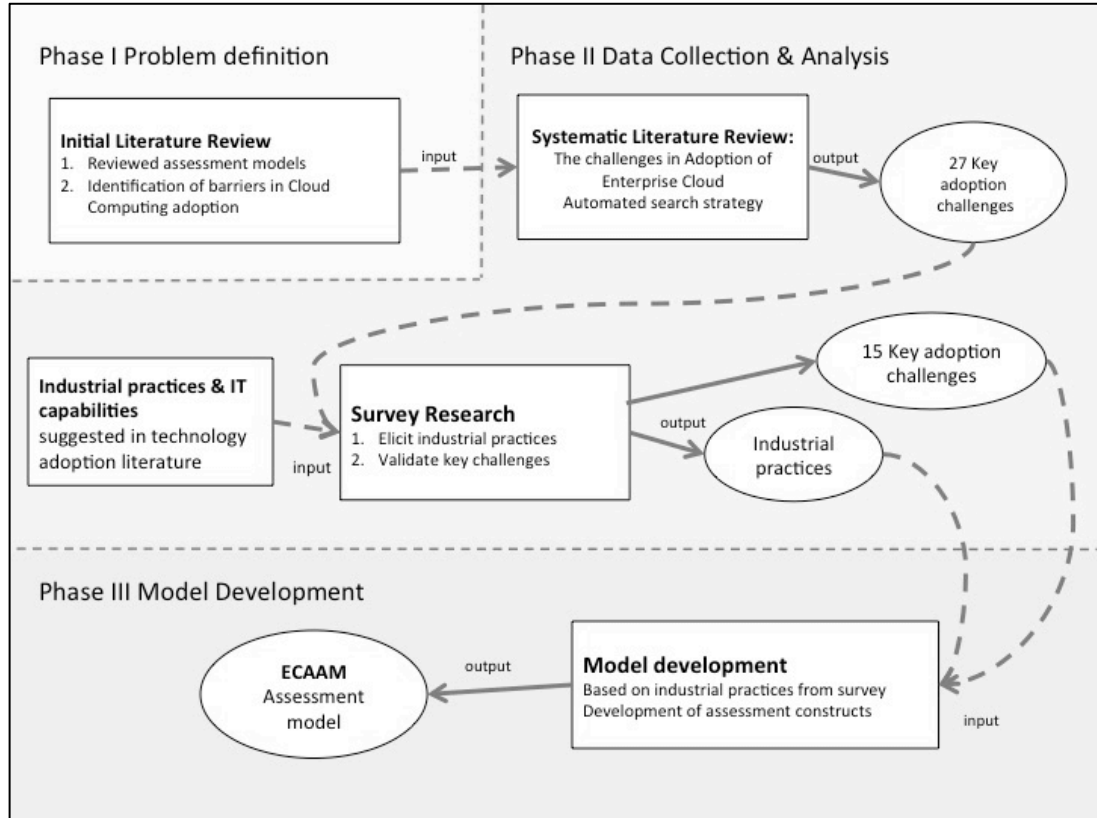 Phase I Problem definition
Initial Literature Review
1. Reviewed assessment models
2. Identification of barriers in Cloud
Computing adoption
input
Phase II Data Collection & Analysis
Systematic Literature Review:
The challenges in Adoption of
Enterprise Cloud
Automated search strategy
output
27 Key
adoption
challenges
Industrial practices & IT
capabilities
suggested in technology
adoption literature
input
Survey Research
1. Elicit industrial practices
2. Validate key challenges
output
15 Key adoption
challenges
Industrial
practices
Phase III Model Development
ECAAM
Assessment
model
output
Model development
Based on industrial practices from survey
Development of assessment constructs
input